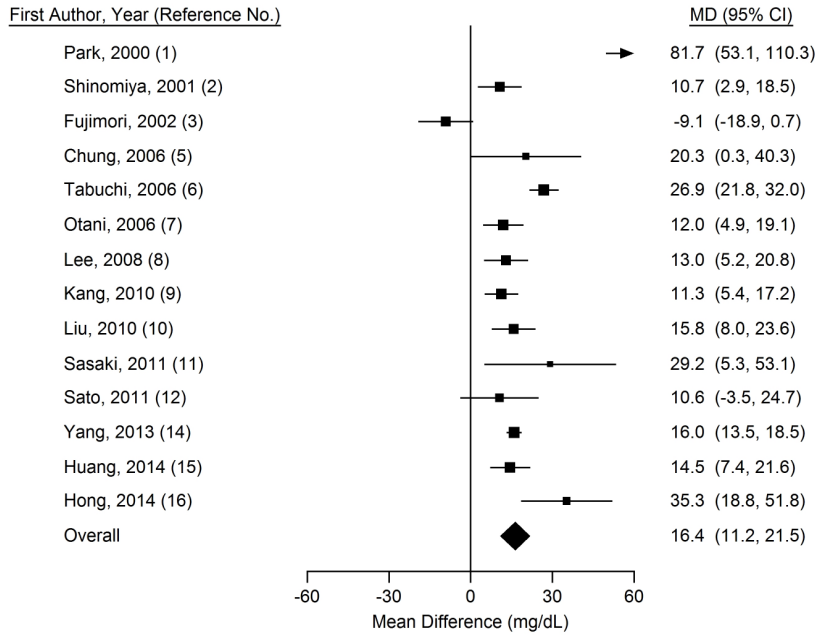 First Author, Year (Reference No.) MD (95% CI)
Park, 2000 (1) 81.7 (53.1, 110.3)
Shinomiya, 2001 (2) 10.7 (2.9, 18.5)
Fujimori, 2002 (3) -9.1 (-18.9, 0.7)
Chung, 2006 (5) 20.3 (0.3, 40.3)
Tabuchi, 2006 (6) 26.9 (21.8, 32.0)
Otani, 2006 (7) 12.0 (4.9, 19.1)
Lee, 2008 (8) 13.0 (5.2, 20.8)
Kang, 2010 (9) 11.3 (5.4, 17.2)
Liu, 2010 (10) 15.8 (8.0, 23.6)
Sasaki, 2011 (11) 29.2 (5.3, 53.1)
Sato, 2011 (12) 10.6 (-3.5, 24.7)
Yang, 2013 (14) 16.0 (13.5, 18.5)
Huang, 2014 (15) 14.5 (7.4, 21.6)
Hong, 2014 (16) 35.3 (18.8, 51.8)
Overall 16.4 (11.2, 21.5)
-60 -30 0 30 60
Mean Difference (mg/dL)